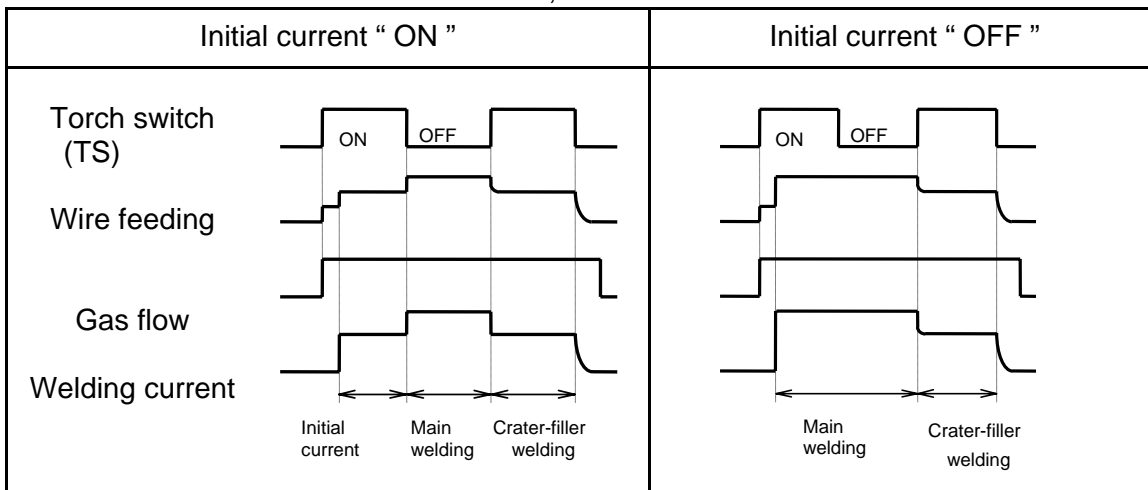 Initial current “ ON ”
Initial current “ OFF ”
Torch switch
(TS)
ON
OFF
Wire feeding
Gas flow
Welding current
Initial
current
Main
welding
Crater-filler
welding
ON
OFF
Main
welding
Crater-filler
welding